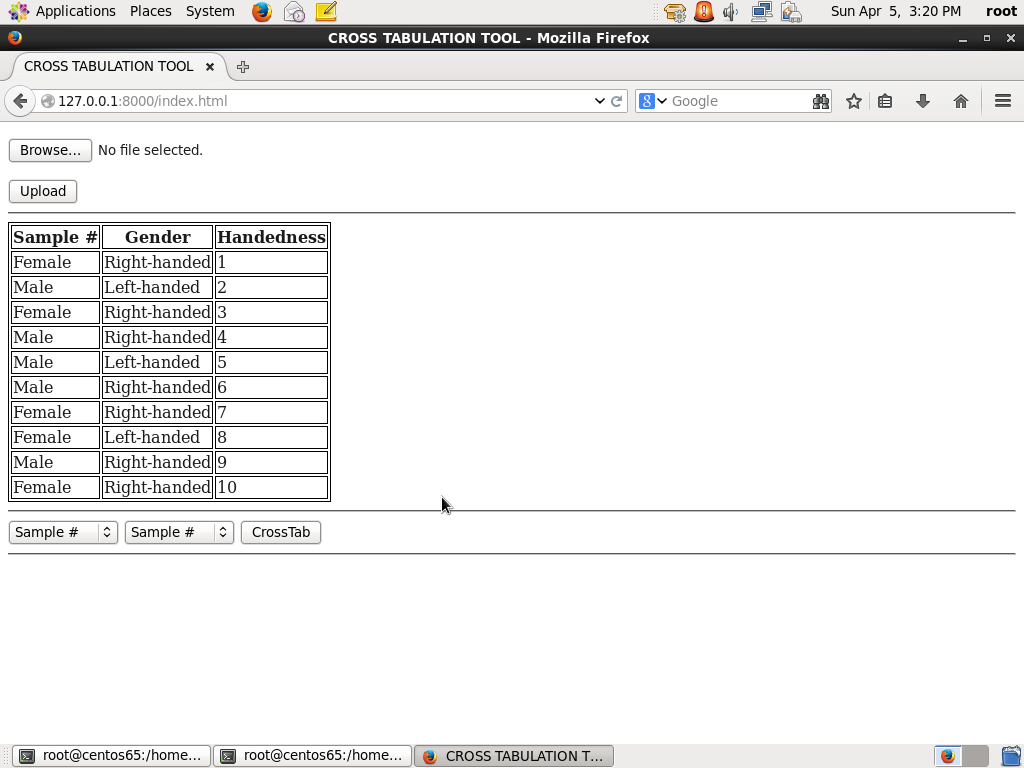 Applications Places System Sun Apr 5, 3:20 PM root
CROSS TABULATION TOOL - Mozilla Firefox
CROSS TABULATION TOOL
127.0.0.1:8000/index.html Google
Browse... No file selected.
Upload
Sample # Gender Handedness
Female Right-handed 1
Male Left-handed 2
Female Right-handed 3
Male Right-handed 4
Male Left-handed 5
Male Right-handed 6
Female Right-handed 7
Female Left-handed 8
Male Right-handed 9
Female Right-handed 10
Sample # Sample # CrossTab
root@centos65:/home... root@centos65:/home... CROSS TABULATION T...